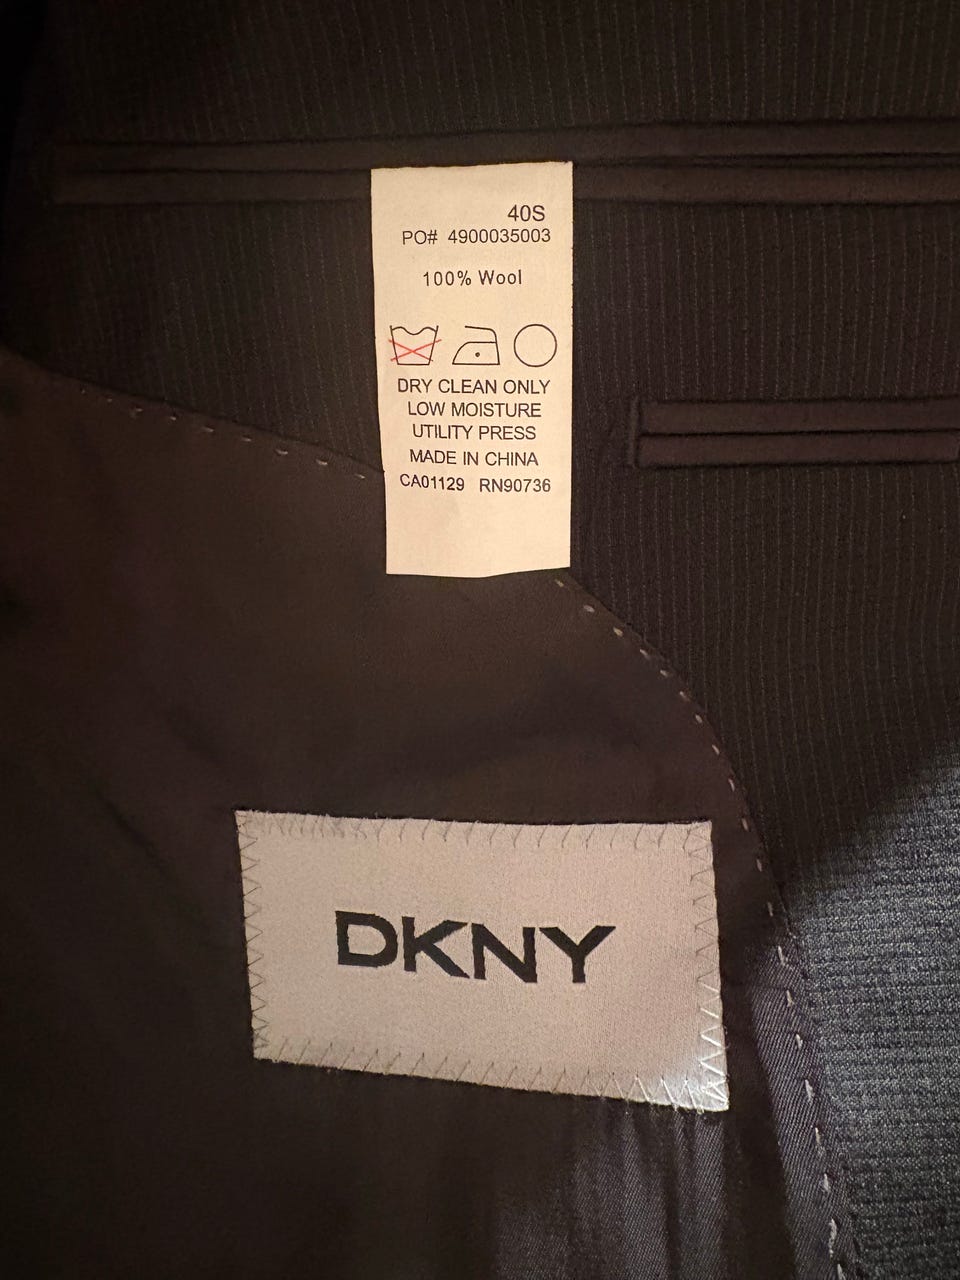 40S
PO# 4900035003
100% Wool
DRY CLEAN ONLY
LOW MOISTURE
UTILITY PRESS
MADE IN CHINA
CA01129 RN90736
DKNY